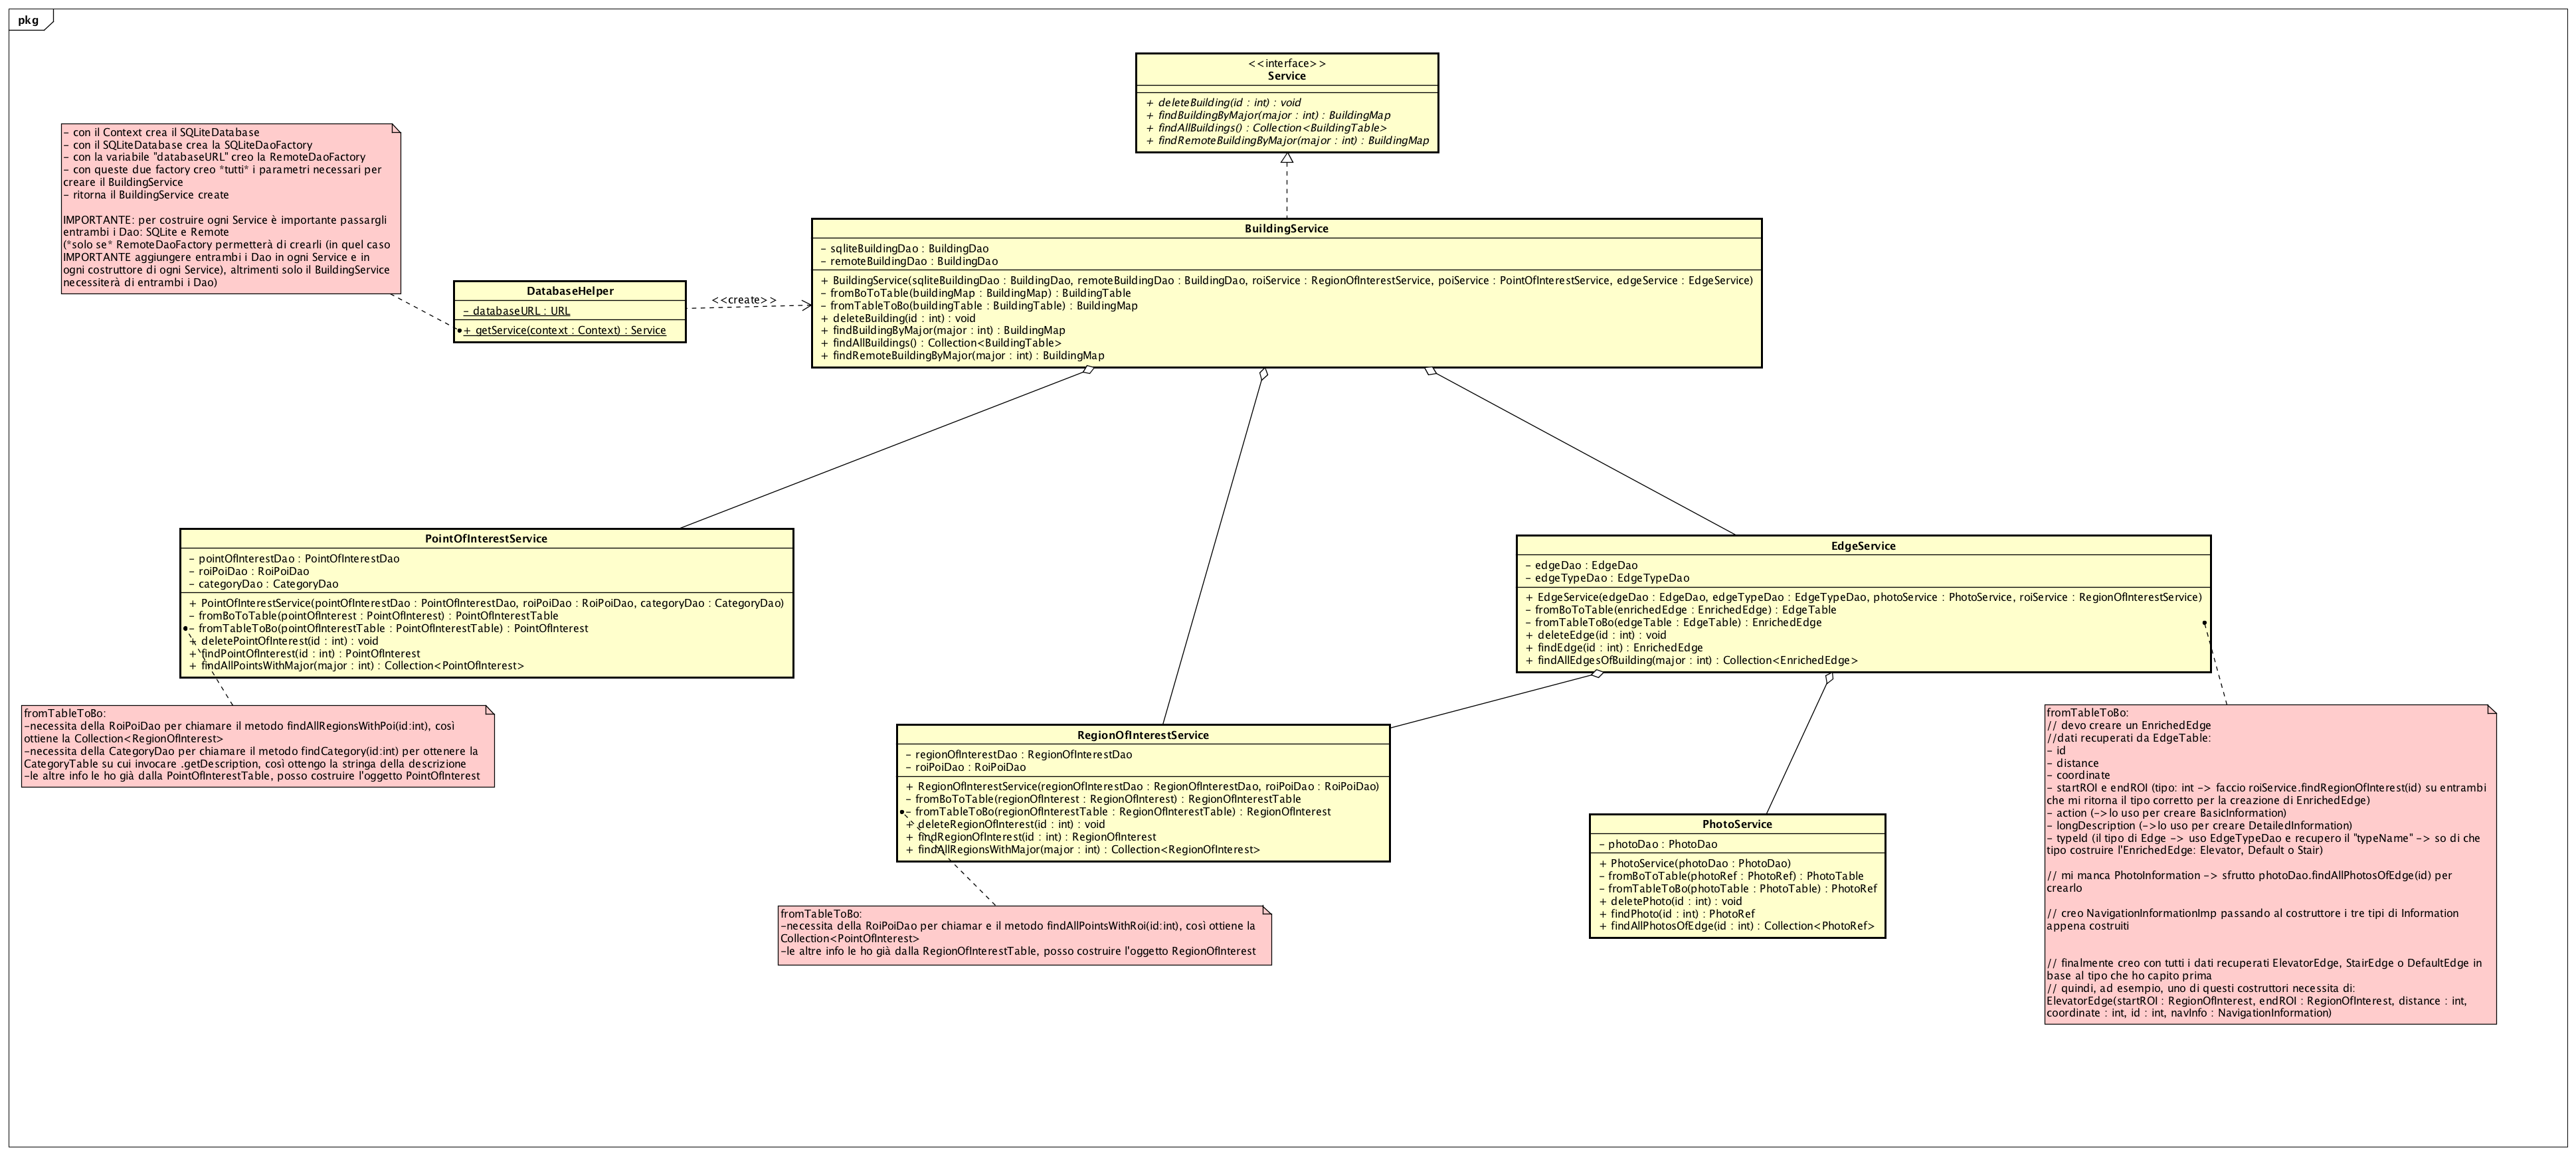 pkg
<<interface>>
Service
+ deleteBuilding(id : int) : void
+ findBuildingByMajor(major : int) : BuildingMap
+ findAllBuildings() : Collection<BuildingTable>
+ findRemoteBuildingByMajor(major : int) : BuildingMap
- con il Context crea il SQLiteDatabase
- con il SQLiteDatabase crea la SQLiteDaoFactory
- con la variabile "databaseURL" creo la RemoteDaoFactory
- con queste due factory creo *tutti* i parametri necessari per
creare il BuildingService
- ritorna il BuildingService create
IMPORTANTE: per costruire ogni Service è importante passargli
entrambi i Dao: SQLite e Remote
(*solo se* RemoteDaoFactory permetterà di crearli (in quel caso
IMPORTANTE aggiungere entrambi i Dao in ogni Service e in
ogni costruttore di ogni Service), altrimenti solo il BuildingService
necessiterà di entrambi i Dao)
DatabaseHelper
- databaseURL : URL
+ getService(context : Context) : Service
<<create>>
BuildingService
- sqliteBuildingDao : BuildingDao
- remoteBuildingDao : BuildingDao
+ BuildingService(sqliteBuildingDao : BuildingDao, remoteBuildingDao : BuildingDao, roiService : RegionOfInterestService, poiService : PointOfInterestService, edgeService : EdgeService)
- fromBoToTable(buildingMap : BuildingMap) : BuildingTable
- fromTableToBo(buildingTable : BuildingTable) : BuildingMap
+ deleteBuilding(id : int) : void
+ findBuildingByMajor(major : int) : BuildingMap
+ findAllBuildings() : Collection<BuildingTable>
+ findRemoteBuildingByMajor(major : int) : BuildingMap
PointOfInterestService
- pointOfInterestDao : PointOfInterestDao
- roiPoiDao : RoiPoiDao
- categoryDao : CategoryDao
+ PointOfInterestService(pointOfInterestDao : PointOfInterestDao, roiPoiDao : RoiPoiDao, categoryDao : CategoryDao)
- fromBoToTable(pointOfInterest : PointOfInterest) : PointOfInterestTable
- fromTableToBo(pointOfInterestTable : PointOfInterestTable) : PointOfInterest
+ deletePointOfInterest(id : int) : void
+ findPointOfInterest(id : int) : PointOfInterest
+ findAllPointsWithMajor(major : int) : Collection<PointOfInterest>
fromTableToBo:
-necessita della RoiPoiDao per chiamare il metodo findAllRegionsWithPoi(id:int), così
ottiene la Collection<RegionOfInterest>
-necessita della CategoryDao per chiamare il metodo findCategory(id:int) per ottenere la
CategoryTable su cui invocare .getDescription, così ottengo la stringa della descrizione
-le altre info le ho già dalla PointOfInterestTable, posso costruire l'oggetto PointOfInterest
EdgeService
- edgeDao : EdgeDao
- edgeTypeDao : EdgeTypeDao
+ EdgeService(edgeDao : EdgeDao, edgeTypeDao : EdgeTypeDao, photoService : PhotoService, roiService : RegionOfInterestService)
- fromBoToTable(enrichedEdge : EnrichedEdge) : EdgeTable
- fromTableToBo(edgeTable : EdgeTable) : EnrichedEdge
+ deleteEdge(id : int) : void
+ findEdge(id : int) : EnrichedEdge
+ findAllEdgesOfBuilding(major : int) : Collection<EnrichedEdge>
RegionOfInterestService
- regionOfInterestDao : RegionOfInterestDao
- roiPoiDao : RoiPoiDao
+ RegionOfInterestService(regionOfInterestDao : RegionOfInterestDao, roiPoiDao : RoiPoiDao)
- fromBoToTable(regionOfInterest : RegionOfInterest) : RegionOfInterestTable
- fromTableToBo(regionOfInterestTable : RegionOfInterestTable) : RegionOfInterest
+ deleteRegionOfInterest(id : int) : void
+ findRegionOfInterest(id : int) : RegionOfInterest
+ findAllRegionsWithMajor(major : int) : Collection<RegionOfInterest>
fromTableToBo:
-necessita della RoiPoiDao per chiamar e il metodo findAllPointsWithRoi(id:int), così ottiene la
Collection<PointOfInterest>
-le altre info le ho già dalla RegionOfInterestTable, posso costruire l'oggetto RegionOfInterest
PhotoService
- photoDao : PhotoDao
+ PhotoService(photoDao : PhotoDao)
- fromBoToTable(photoRef : PhotoRef) : PhotoTable
- fromTableToBo(photoTable : PhotoTable) : PhotoRef
+ deletePhoto(id : int) : void
+ findPhoto(id : int) : PhotoRef
+ findAllPhotosOfEdge(id : int) : Collection<PhotoRef>
fromTableToBo:
// devo creare un EnrichedEdge
//dati recuperati da EdgeTable:
- id
- distance
- coordinate
- startROI e endROI (tipo: int -> faccio roiService.findRegionOfInterest(id) su entrambi
che mi ritorna il tipo corretto per la creazione di EnrichedEdge)
- action (->lo uso per creare BasicInformation)
- longDescription (->lo uso per creare DetailedInformation)
- typeId (il tipo di Edge -> uso EdgeTypeDao e recupero il "typeName" -> so di che
tipo costruire l'EnrichedEdge: Elevator, Default o Stair)
// mi manca PhotoInformation -> sfrutto photoDao.findAllPhotosOfEdge(id) per
crearlo
// creo NavigationInformationImp passando al costruttore i tre tipi di Information
appena costruiti
// finalmente creo con tutti i dati recuperati ElevatorEdge, StairEdge o DefaultEdge in
base al tipo che ho capito prima
// quindi, ad esempio, uno di questi costruttori necessita di:
ElevatorEdge(startROI : RegionOfInterest, endROI : RegionOfInterest, distance : int,
coordinate : int, id : int, navInfo : NavigationInformation)